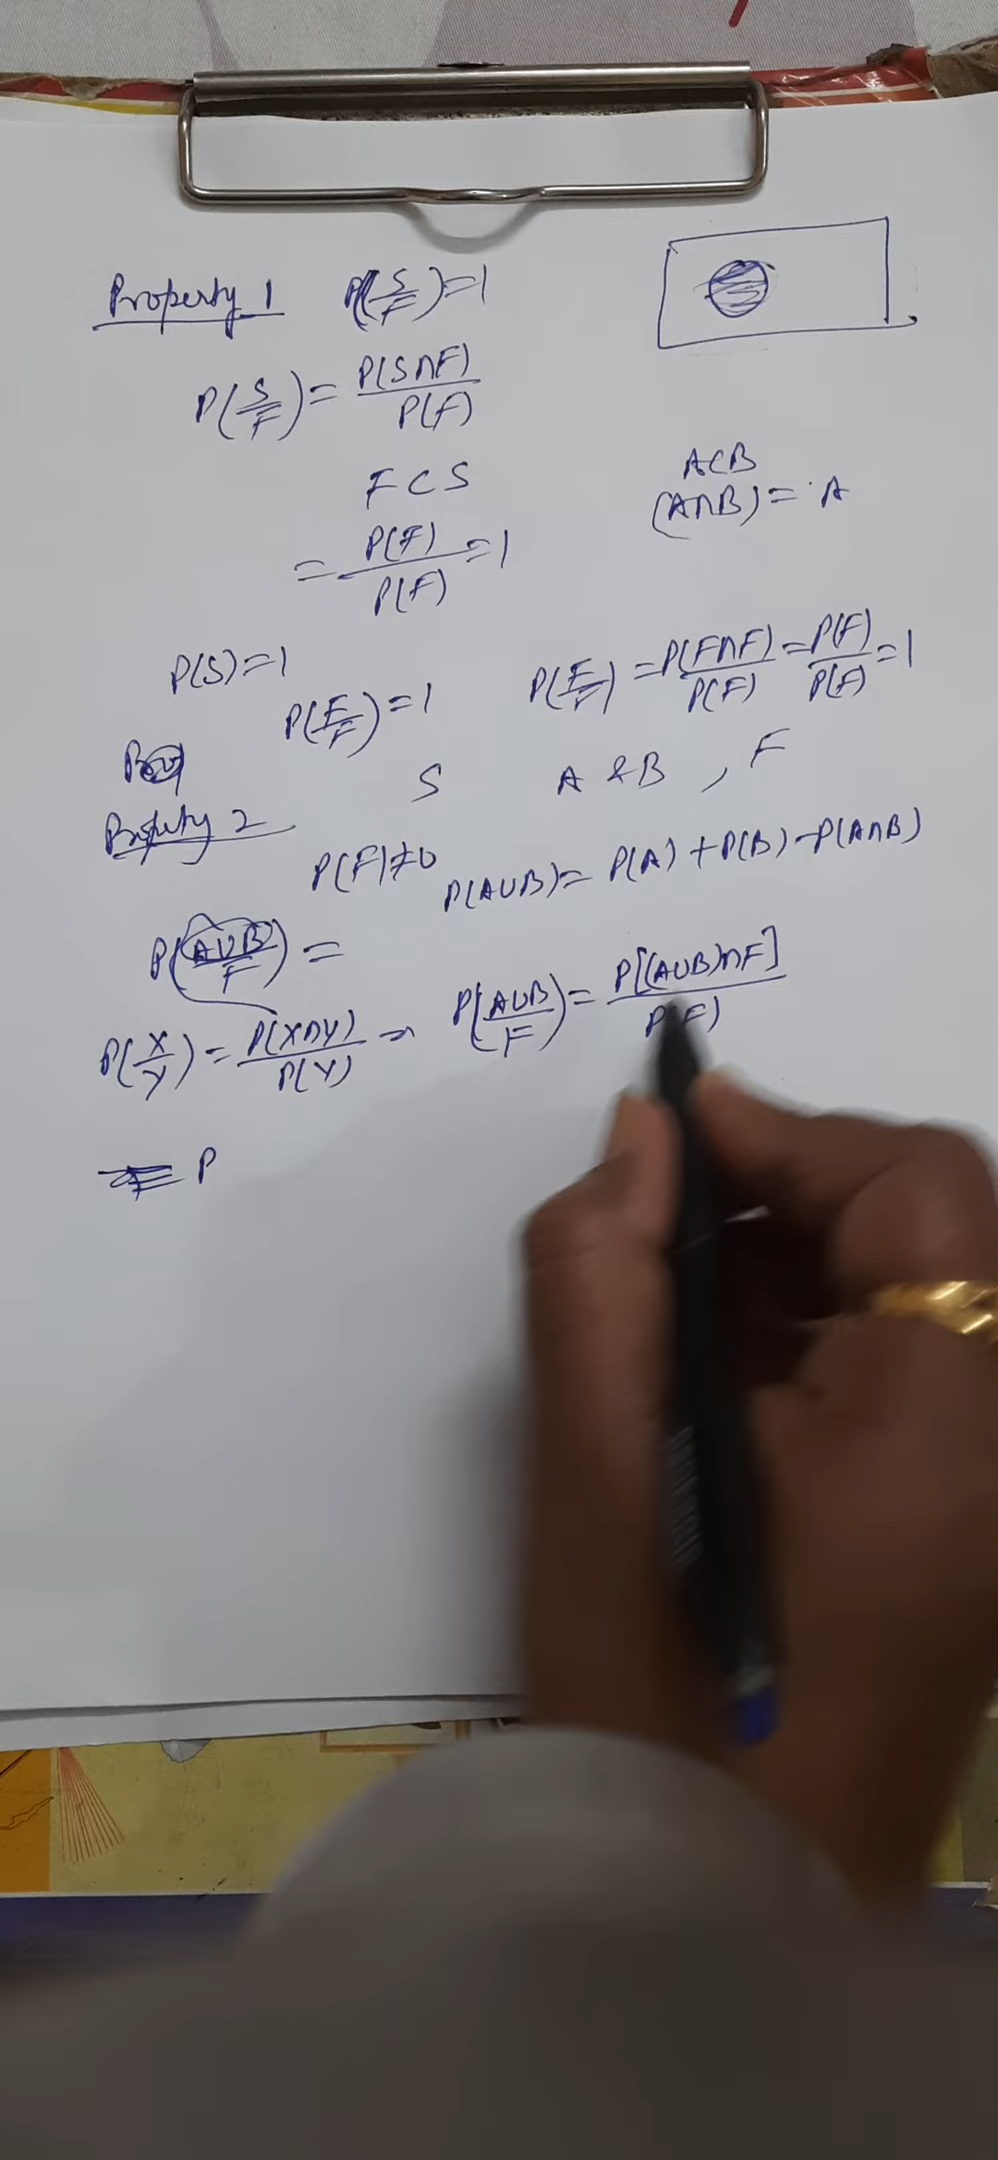 Property 1 P(S/F)=1
P(S/F)= P(S∩F)/P(F)
F⊂S
A⊂B
(A∩B)= A
= P(F)/P(F) =1
P(S)=1
P(F/F)=1
P(F/F) =P(F∩F)/P(F)=P(F)/P(F)=1
S A & B , F
Property 2
P(F)≠0 P(A∪B)= P(A)+P(B)-P(A∩B)
P(A∪B/F)=
P(X/Y)=P(X∩Y)/P(Y)
P(A∪B/F)= P[(A∪B)∩F]/P(F)
= P